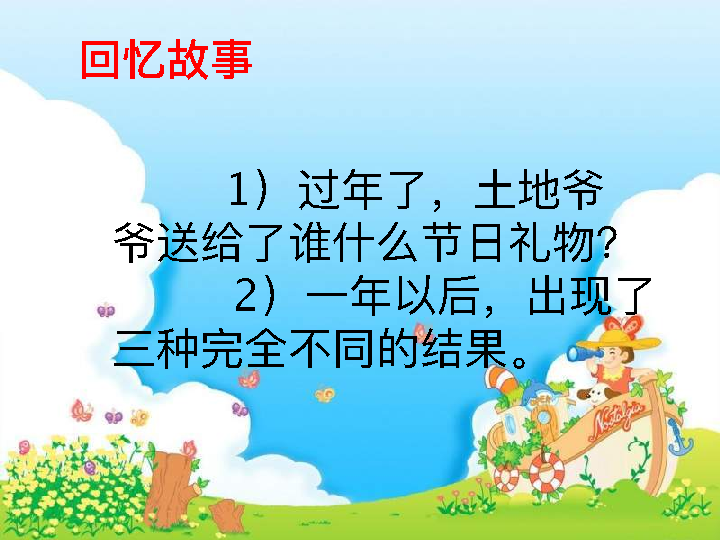 回忆故事
1）过年了，土地爷
爷送给了谁什么节日礼物？
2）一年以后，出现了
三种完全不同的结果。
Nostalgia